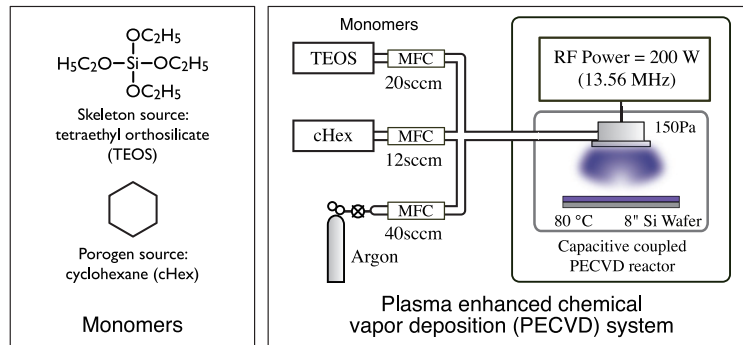 OC2H5
H5C2O–Si–OC2H5
OC2H5
Skeleton source:
tetraethyl orthosilicate
(TEOS)
Porogen source:
cyclohexane (cHex)
Monomers
Monomers
TEOS
MFC
20sccm
cHex
MFC
12sccm
MFC
40sccm
Argon
RF Power = 200 W
(13.56 MHz)
150Pa
80 °C
8" Si Wafer
Capacitive coupled
PECVD reactor
Plasma enhanced chemical
vapor deposition (PECVD) system